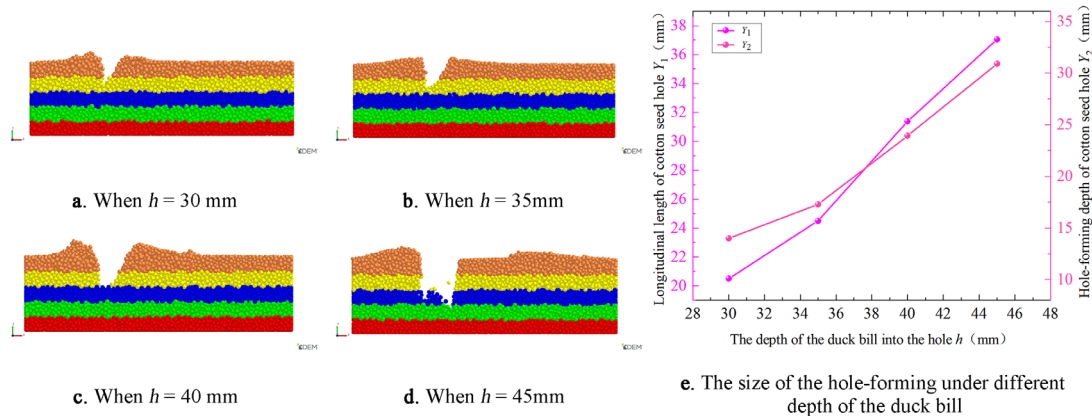 EDEM
a. When h = 30 mm
EDEM
b. When h = 35mm
EDEM
c. When h = 40 mm
EDEM
d. When h = 45mm
Y1
Y2
Longitudinal length of cotton seed hole Y1 (mm)
38
36
34
32
30
28
26
24
22
20
Hole-forming depth of cotton seed hole Y2 (mm)
35
30
25
20
15
10
28 30 32 34 36 38 40 42 44 46 48
The depth of the duck bill into the hole h (mm)
e. The size of the hole-forming under different
depth of the duck bill